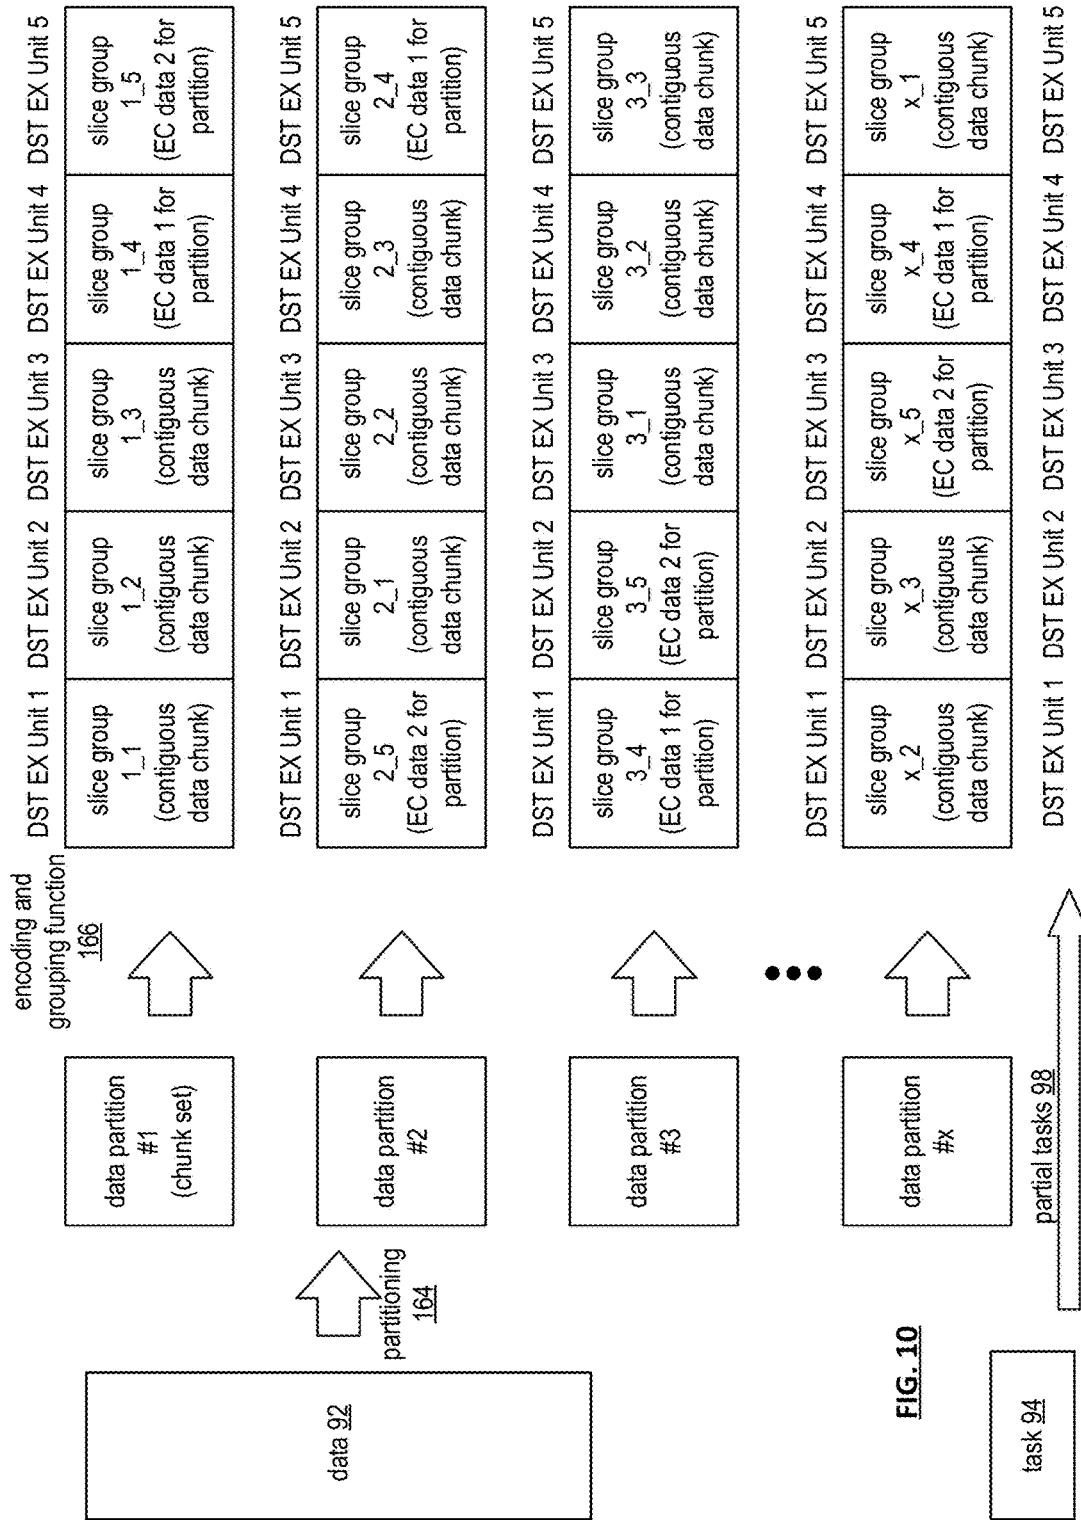 data 92
partitioning
164
data partition
#1
(chunk set)
encoding and
grouping function
166
DST EX Unit 1
slice group
1_1
(contiguous
data chunk)
DST EX Unit 2
slice group
1_2
(contiguous
data chunk)
DST EX Unit 3
slice group
1_3
(contiguous
data chunk)
DST EX Unit 4
slice group
1_4
(EC data 1 for
partition)
DST EX Unit 5
slice group
1_5
(EC data 2 for
partition)
data partition
#2
DST EX Unit 1
slice group
2_5
(EC data 2 for
partition)
DST EX Unit 2
slice group
2_1
(contiguous
data chunk)
DST EX Unit 3
slice group
2_2
(contiguous
data chunk)
DST EX Unit 4
slice group
2_3
(contiguous
data chunk)
DST EX Unit 5
slice group
2_4
(EC data 1 for
partition)
data partition
#3
DST EX Unit 1
slice group
3_4
(EC data 1 for
partition)
DST EX Unit 2
slice group
3_5
(EC data 2 for
partition)
DST EX Unit 3
slice group
3_1
(contiguous
data chunk)
DST EX Unit 4
slice group
3_2
(contiguous
data chunk)
DST EX Unit 5
slice group
3_3
(contiguous
data chunk)
data partition
#x
DST EX Unit 1
slice group
x_2
(contiguous
data chunk)
DST EX Unit 2
slice group
x_3
(contiguous
data chunk)
DST EX Unit 3
slice group
x_5
(EC data 2 for
partition)
DST EX Unit 4
slice group
x_4
(EC data 1 for
partition)
DST EX Unit 5
slice group
x_1
(contiguous
data chunk)
FIG. 10
task 94
partial tasks 98
DST EX Unit 1
DST EX Unit 2
DST EX Unit 3
DST EX Unit 4
DST EX Unit 5